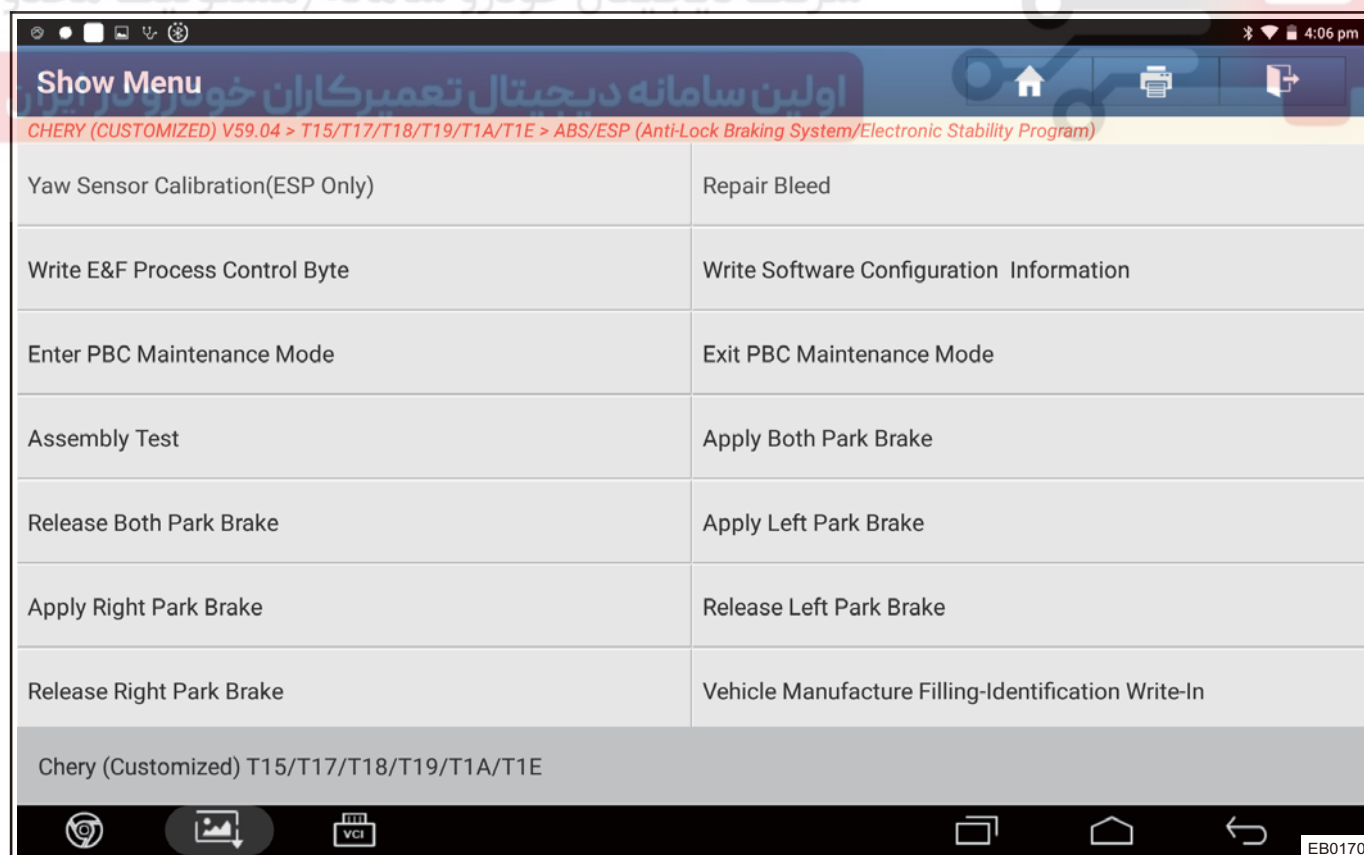 4:06 pm
Show Menu
اولین سامانه دیجیتال تعمیرکاران خودرو در ایران
CHERY (CUSTOMIZED) V59.04 > T15/T17/T18/T19/T1A/T1E > ABS/ESP (Anti-Lock Braking System/Electronic Stability Program)
Yaw Sensor Calibration(ESP Only)
Repair Bleed
Write E&F Process Control Byte
Write Software Configuration Information
Enter PBC Maintenance Mode
Exit PBC Maintenance Mode
Assembly Test
Apply Both Park Brake
Release Both Park Brake
Apply Left Park Brake
Apply Right Park Brake
Release Left Park Brake
Release Right Park Brake
Vehicle Manufacture Filling-Identification Write-In
Chery (Customized) T15/T17/T18/T19/T1A/T1E
VCI
EB0170